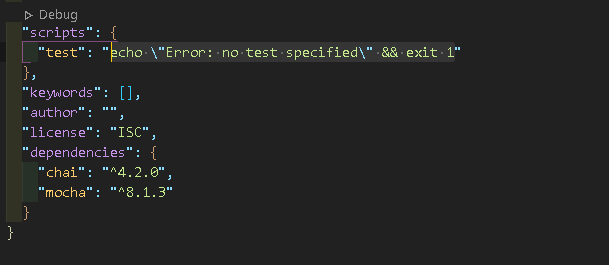 Debug
"scripts": {
"test": "echo \"Error: no test specified\" && exit 1"
},
"keywords": [],
"author": "",
"license": "ISC",
"dependencies": {
"chai": "^4.2.0",
"mocha": "^8.1.3"
}
}